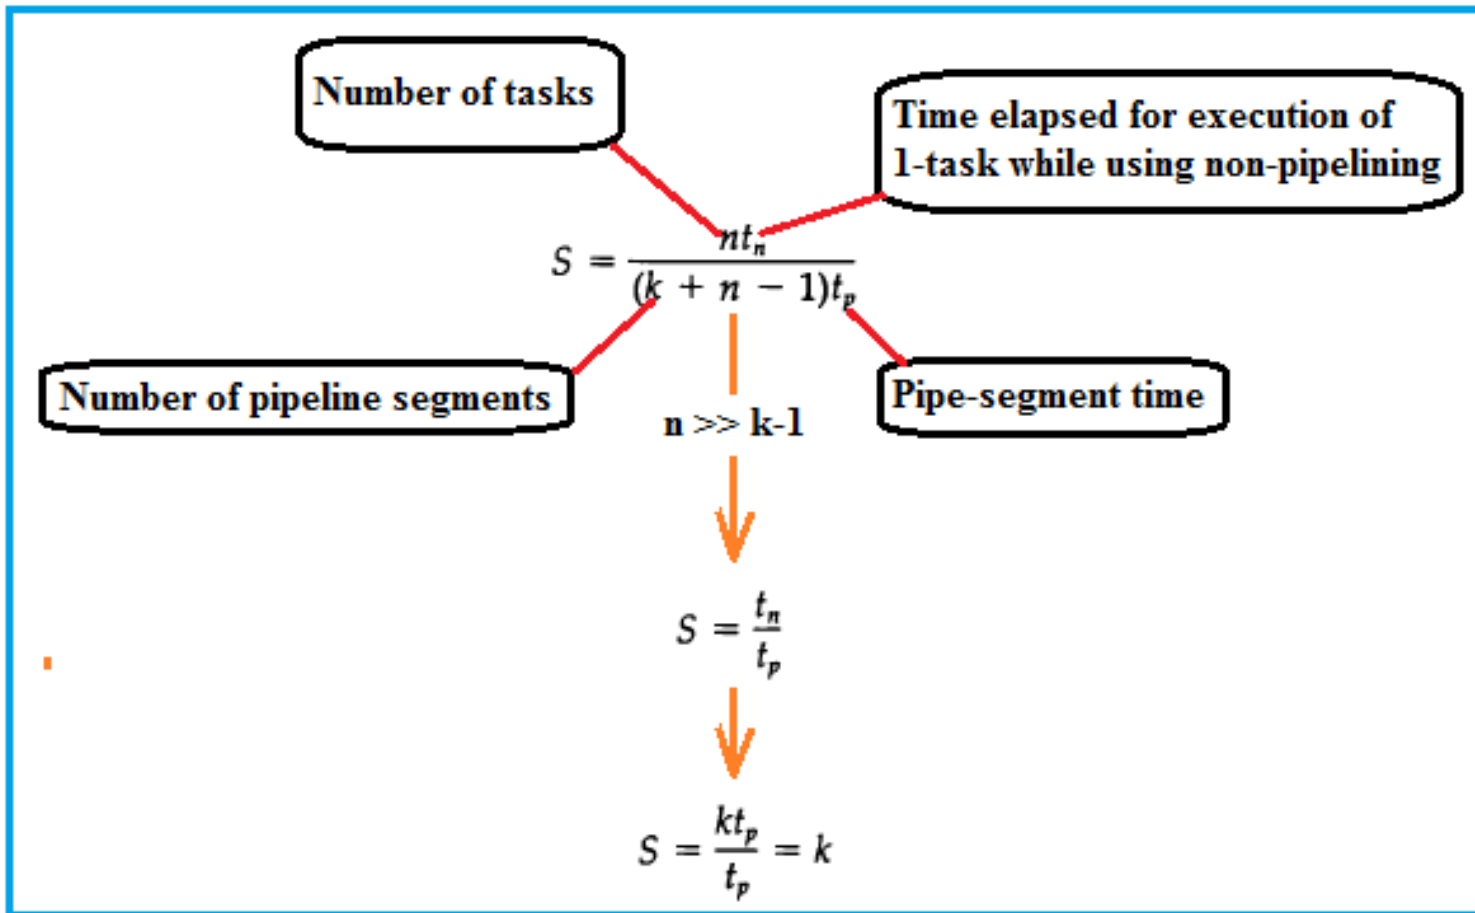 Number of tasks
Time elapsed for execution of
1-task while using non-pipelining
S = ntₙ / (k + n − 1)tₚ
Number of pipeline segments
Pipe-segment time
n >> k-1
S = tₙ / tₚ
S = ktₚ / tₚ = k